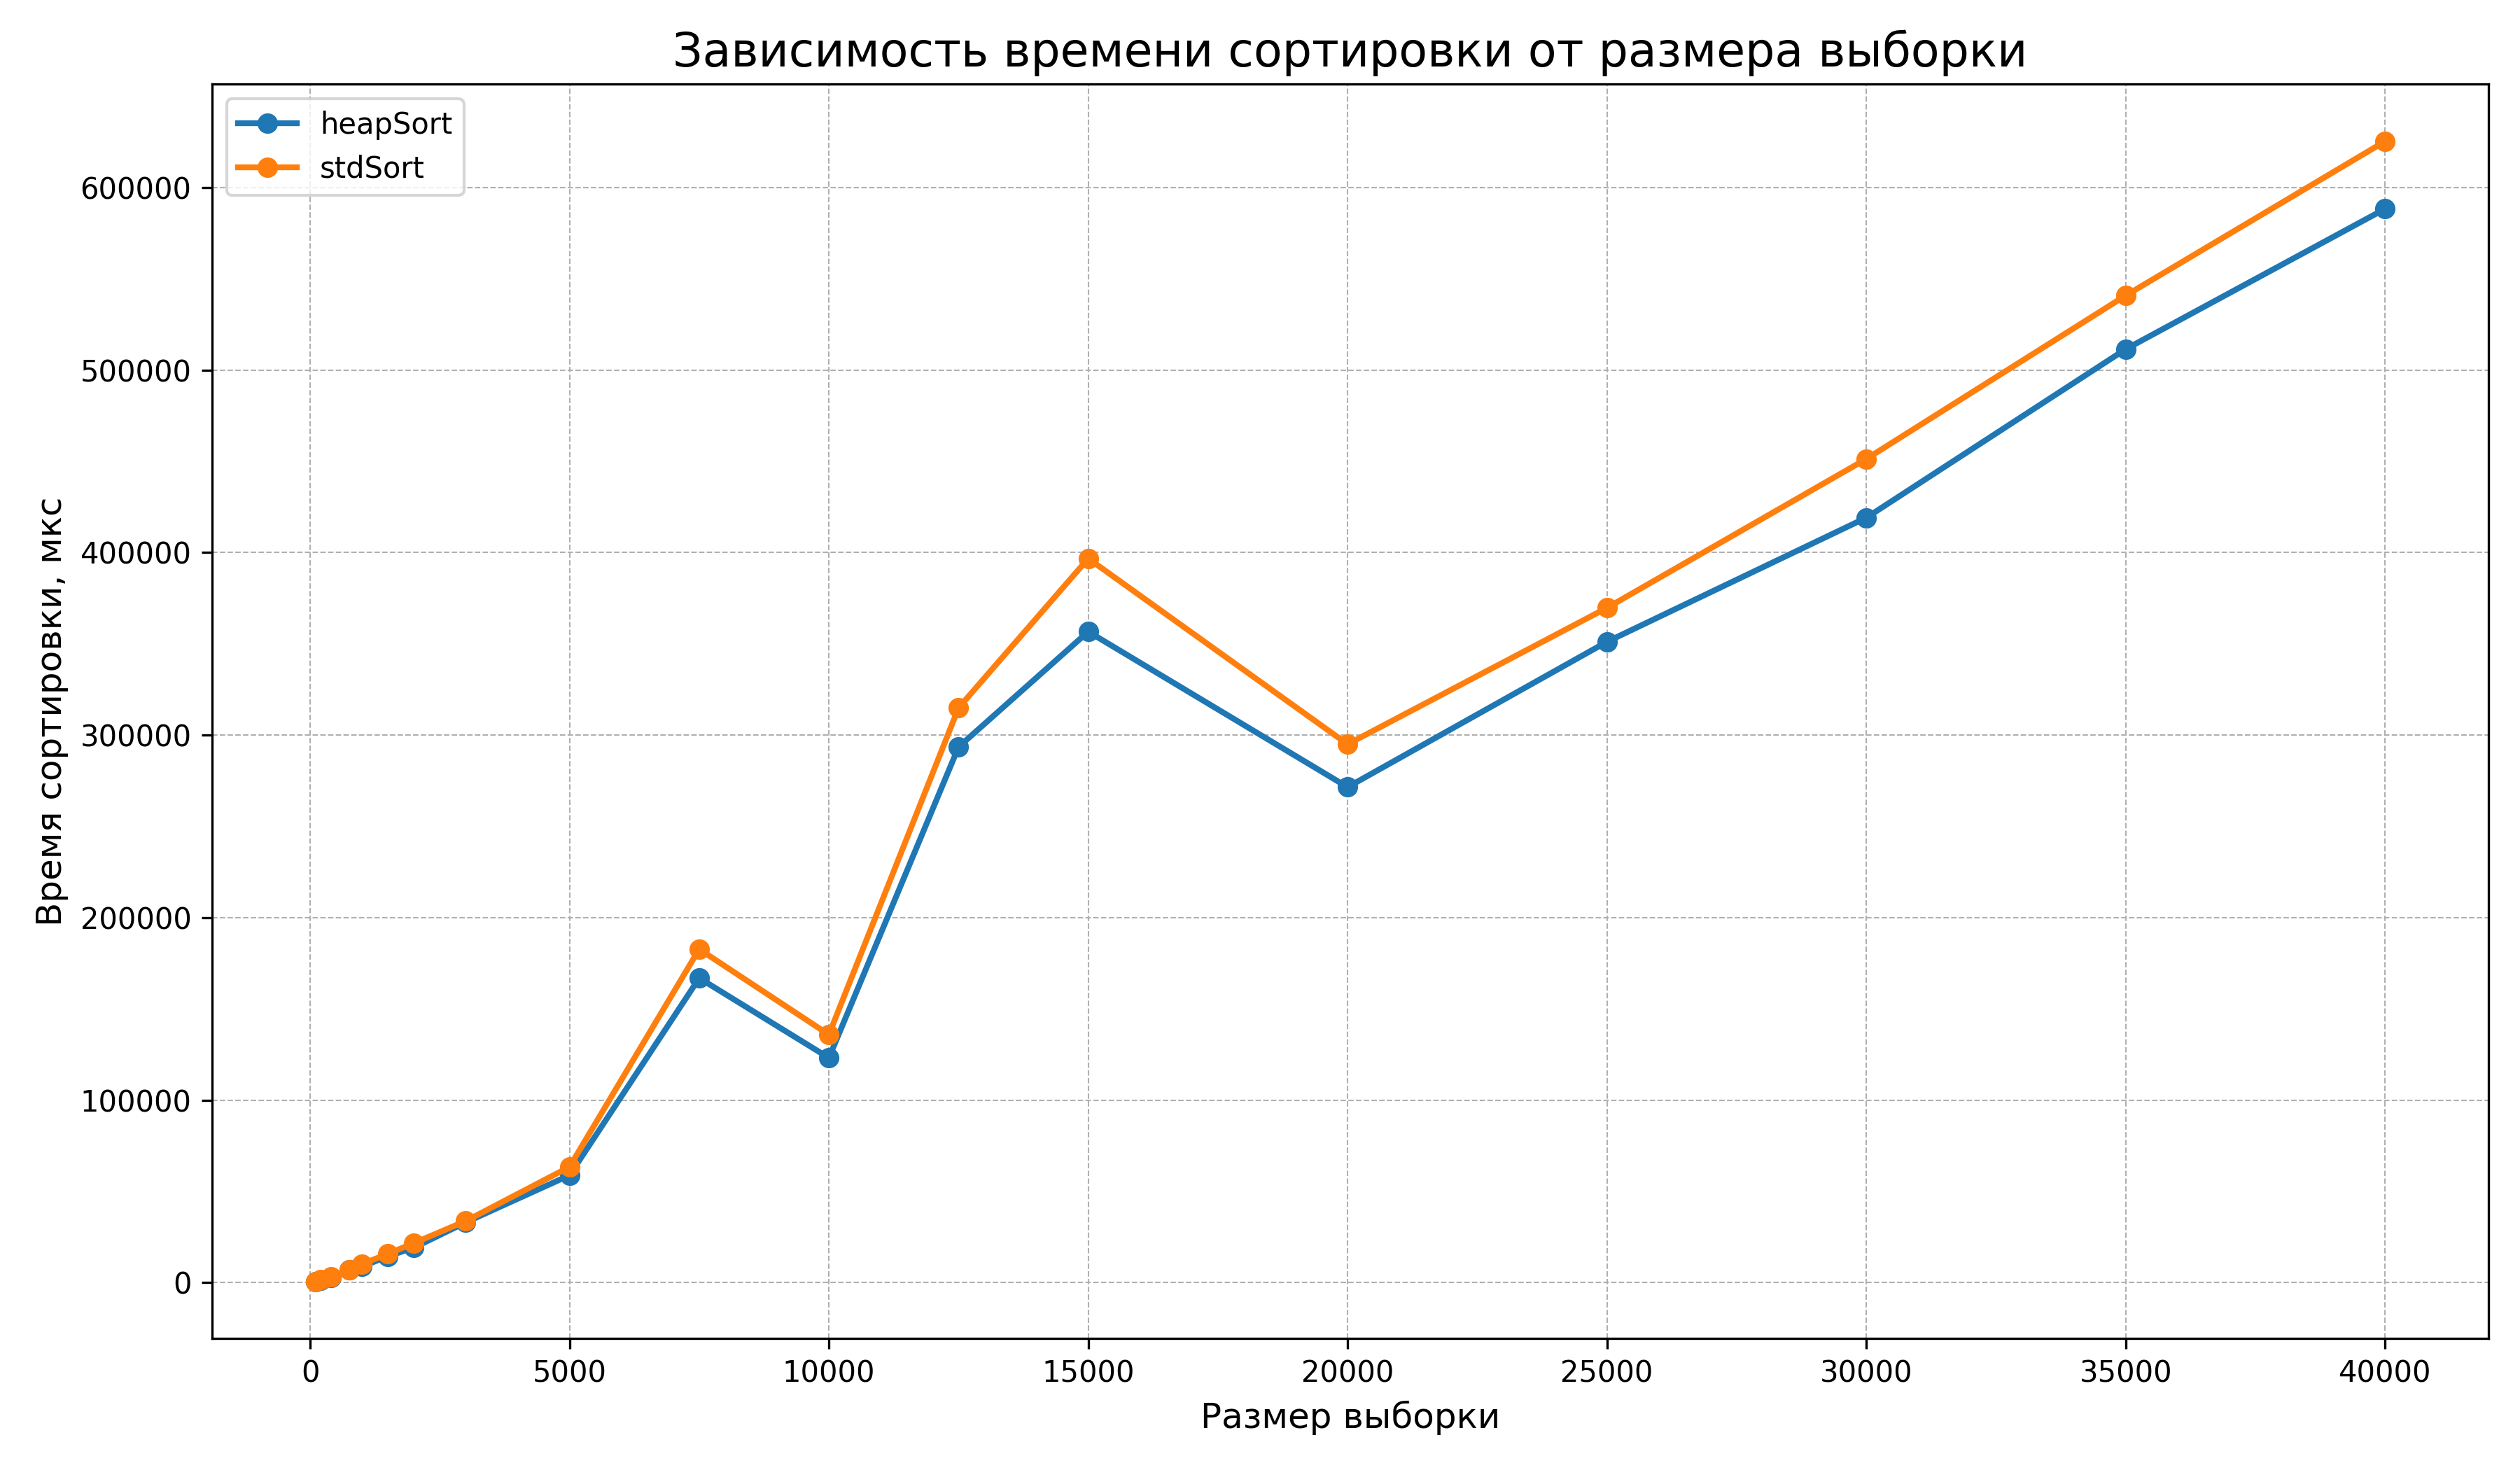 Зависимость времени сортировки от размера выборки
heapSort
stdSort
Время сортировки, мкс
600000
500000
400000
300000
200000
100000
0
0 5000 10000 15000 20000 25000 30000 35000 40000
Размер выборки